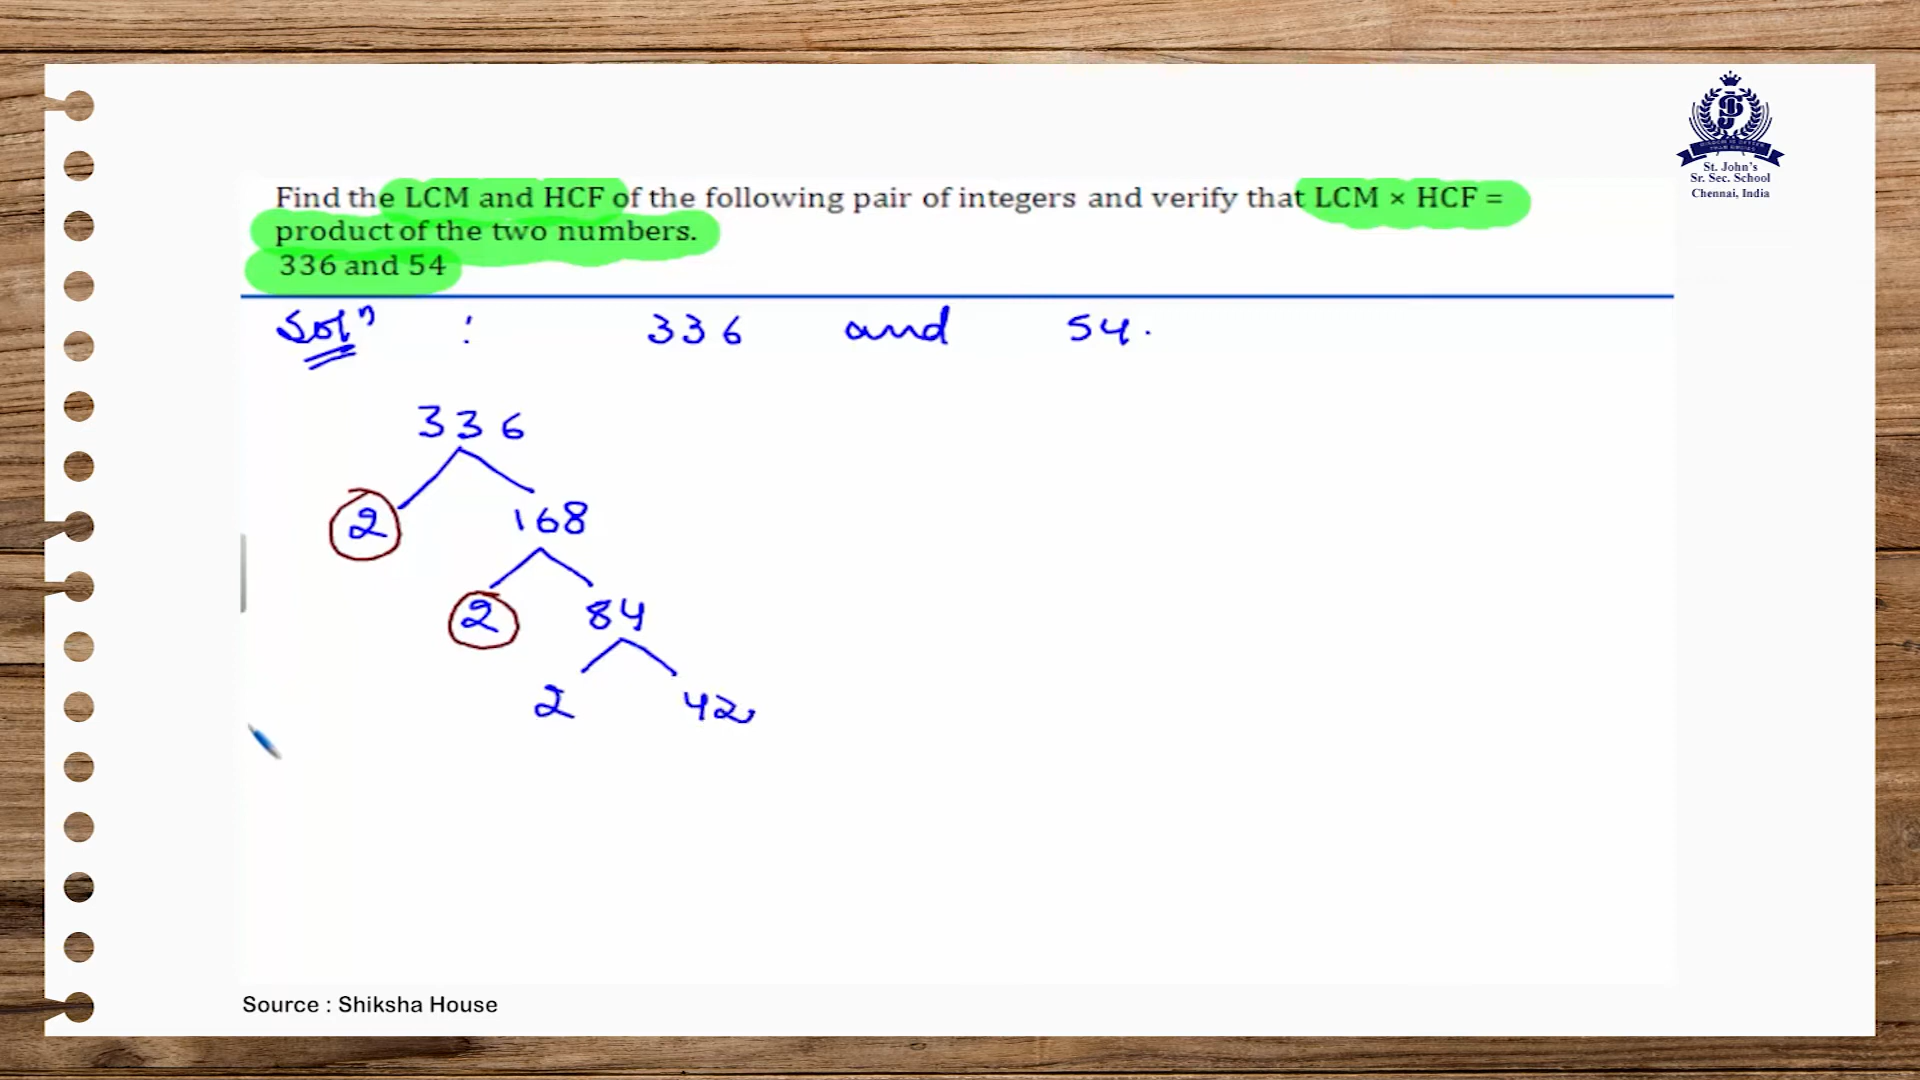 St. John's
Sr. Sec. School
Chennai, India
Find the LCM and HCF of the following pair of integers and verify that LCM × HCF =
product of the two numbers.
336 and 54
Solⁿ : 336 and 54.
336
2 168
2 84
2 42
Source : Shiksha House